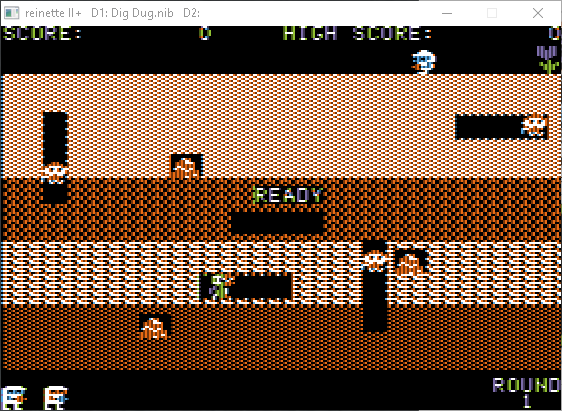 reinette II+ D1: Dig Dug.nib D2:
SCORE: 0 HIGH SCORE: 0
READY
ROUND
1